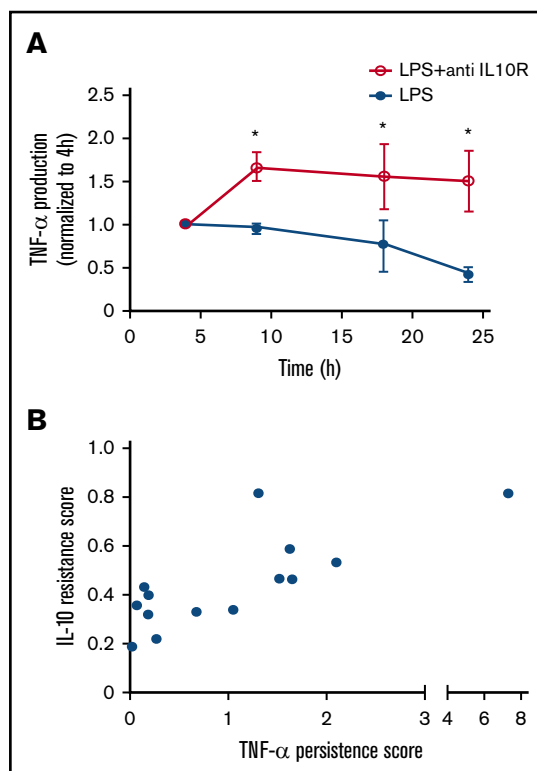 A
LPS+anti IL10R
LPS
TNF-α production
(normalized to 4h)
2.5
2.0
1.5
1.0
0.5
0
* * *
0 5 10 15 20 25
Time (h)
B
IL-10 resistance score
1.0
0.8
0.6
0.4
0.2
0
0 1 2 3 4 6 8
TNF-α persistence score